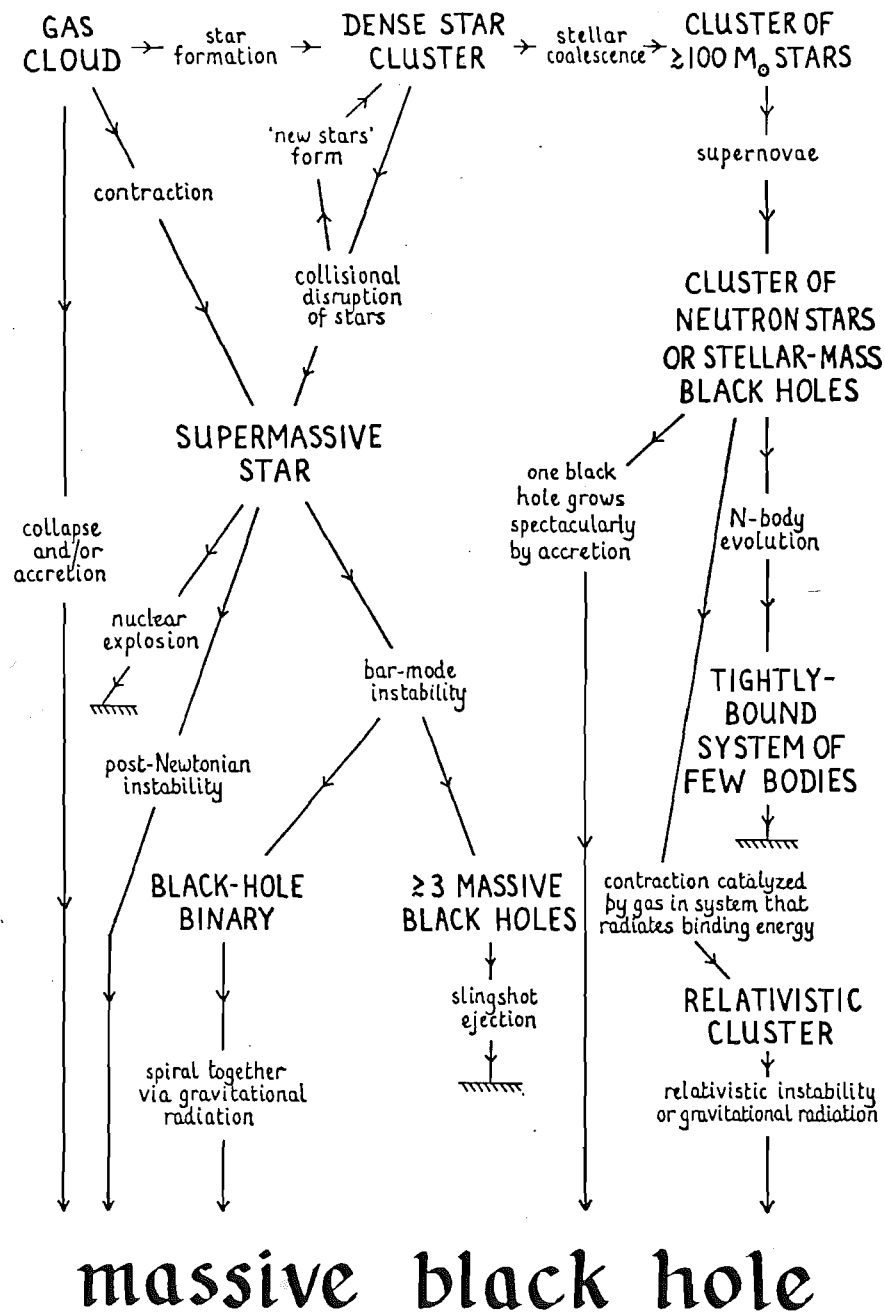 GAS
CLOUD
star
formation
DENSE STAR
CLUSTER
stellar
coalescence
CLUSTER OF
≥100 M⊙ STARS
'new stars'
form
supernovae
contraction
collisional
disruption
of stars
CLUSTER OF
NEUTRON STARS
OR STELLAR-MASS
BLACK HOLES
SUPERMASSIVE
STAR
one black
hole grows
spectacularly
by accretion
N-body
evolution
collapse
and/or
accretion
nuclear
explosion
bar-mode
instability
TIGHTLY-
BOUND
SYSTEM OF
FEW BODIES
post-Newtonian
instability
BLACK-HOLE
BINARY
≥3 MASSIVE
BLACK HOLES
contraction catalyzed
by gas in system that
radiates binding energy
slingshot
ejection
RELATIVISTIC
CLUSTER
spiral together
via gravitational
radiation
relativistic instability
or gravitational radiation
massive black hole